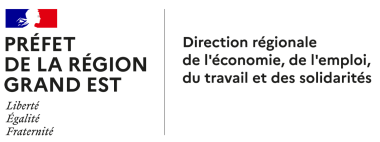 PRÉFET
DE LA RÉGION
GRAND EST
Liberté
Égalité
Fraternité
Direction régionale
de l'économie, de l'emploi,
du travail et des solidarités